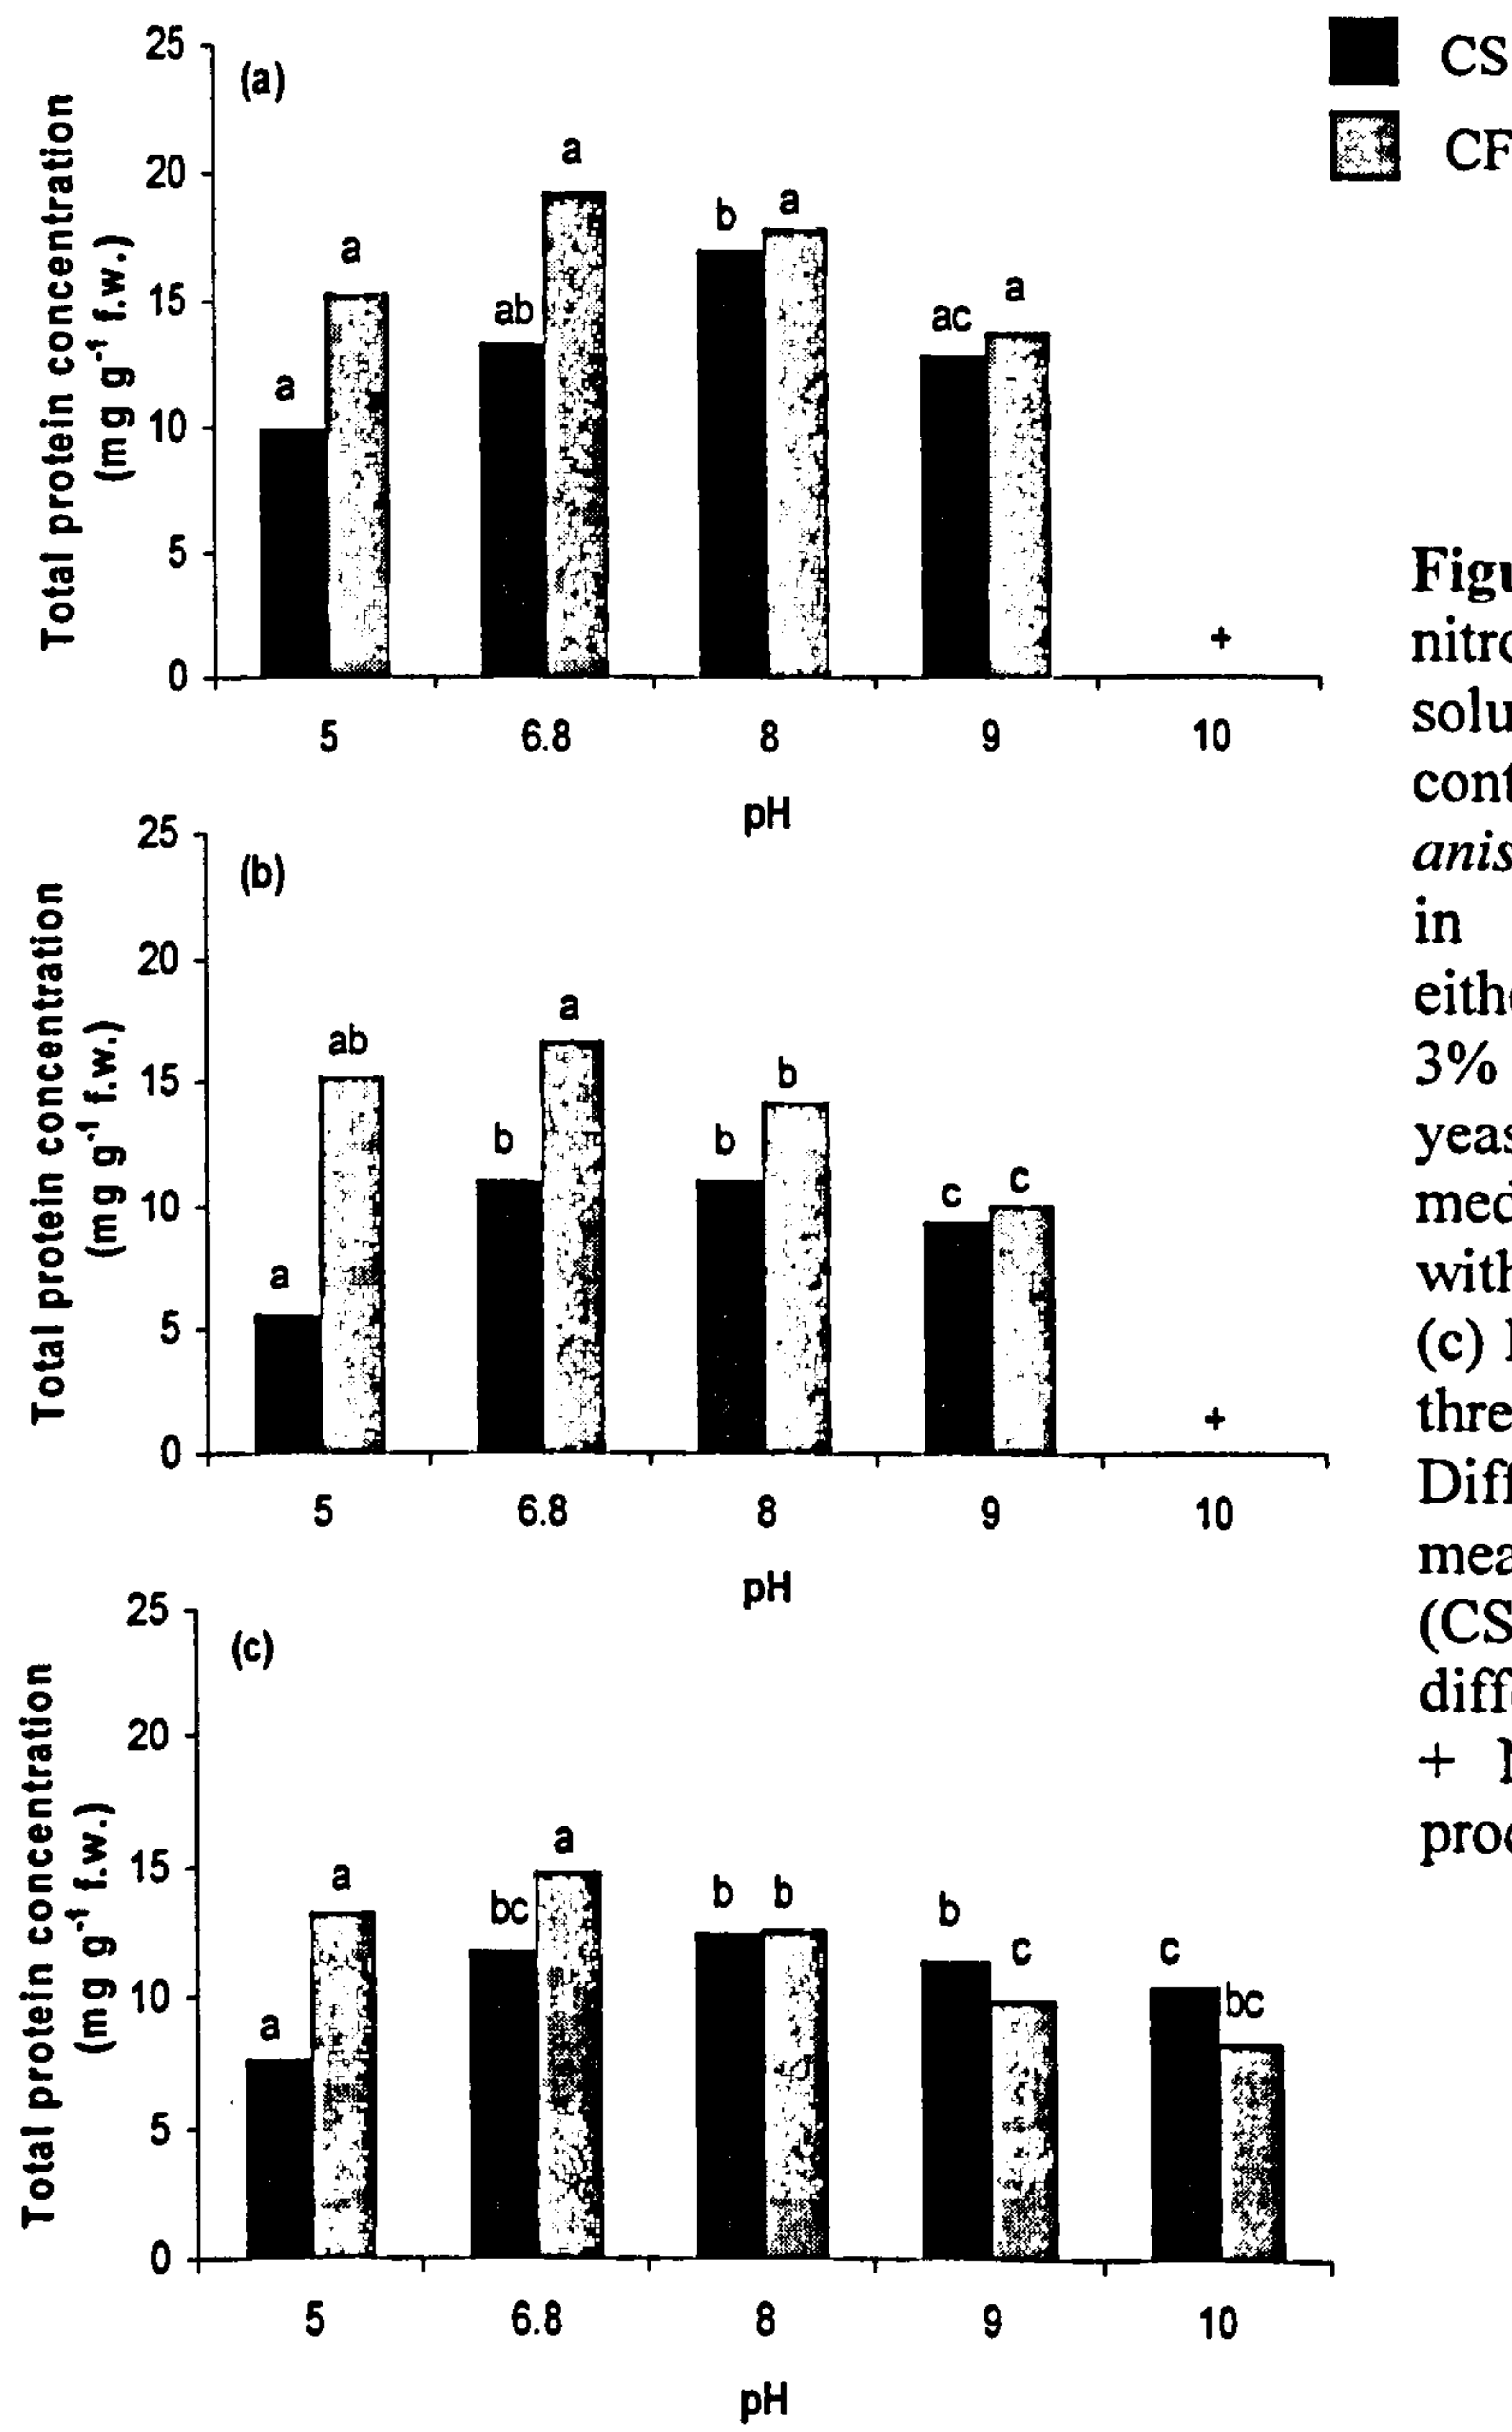 CS
CF
(a)
Total protein concentration
(mg g⁻¹ f.w.)
25
20
15
10
5
0
a a ab a b a ac a +
5 6.8 8 9 10
pH
(b)
Total protein concentration
(mg g⁻¹ f.w.)
25
20
15
10
5
0
a ab b a b b c c +
5 6.8 8 9 10
pH
(c)
Total protein concentration
(mg g⁻¹ f.w.)
25
20
15
10
5
0
a a bc a b b b c c bc
5 6.8 8 9 10
pH
Figu
nitro
solu
cont
anis
in
eithe
3%
yeas
med
with
(c)
thre
Diff
mea
(CS
diffe
+
proc